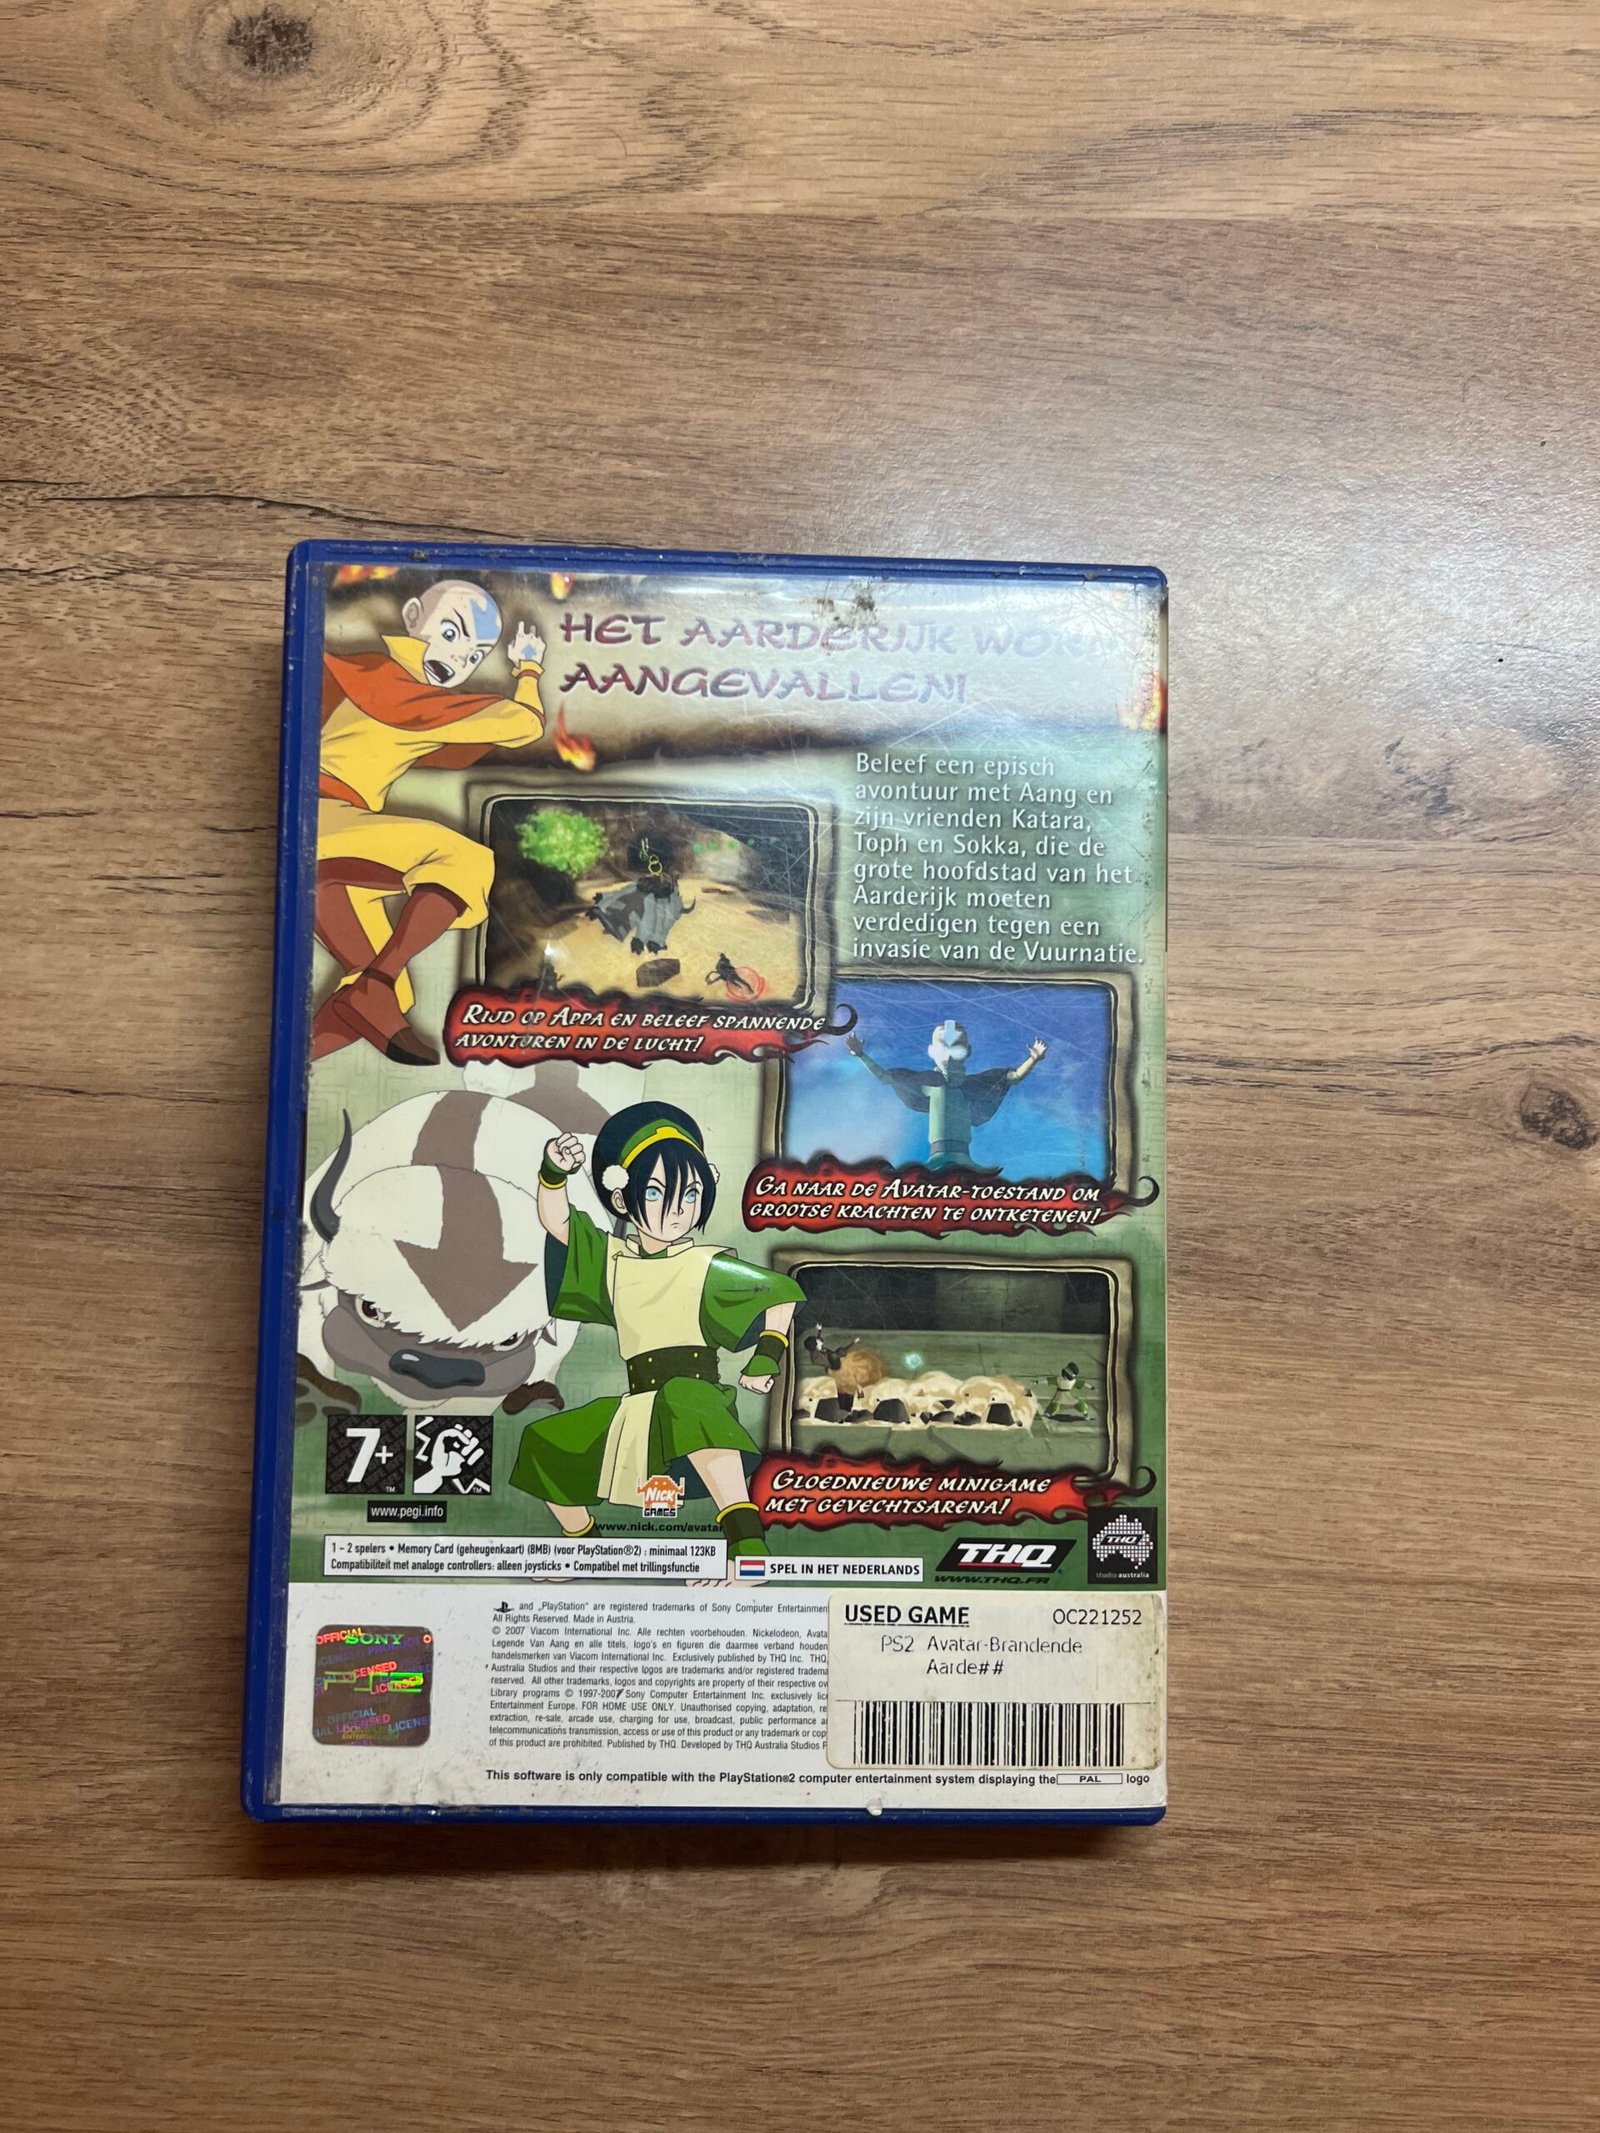 HET AARDERIJK WORDT
AANGEVALLEN!
Beleef een episch
avontuur met Aang en
zijn vrienden Katara,
Toph en Sokka, die de
grote hoofdstad van het
Aarderijk moeten
verdedigen tegen een
invasie van de Vuurnatie.
RIJD OP APPA EN BELEEF SPANNENDE
AVONTUREN IN DE LUCHT!
GA NAAR DE AVATAR-TOESTAND OM
GROOTSE KRACHTEN TE ONTKETENEN!
GLOEDNIEUWE MINIGAME
MET GEVECHTSARENA!
7+
www.pegi.info
NICK
GAMES
www.nick.com/avatar
1 - 2 spelers • Memory Card (geheugenkaart) (8MB) (voor PlayStation®2) : minimaal 123KB
Compatibiliteit met analoge controllers: alleen joysticks • Compatibel met trillingsfunctie
SPEL IN HET NEDERLANDS
THQ
WWW.THQ.FR
THQ
studio australia
and „PlayStation" are registered trademarks of Sony Computer Entertainment
All Rights Reserved. Made in Austria.
© 2007 Viacom International Inc. Alle rechten voorbehouden. Nickelodeon, Avata
Legende Van Aang en alle titels, logo's en figuren die daarmee verband houden
handelsmerken van Viacom International Inc. Exclusively published by THQ Inc. THQ,
Australia Studios and their respective logos are trademarks and/or registered tradema
reserved. All other trademarks, logos and copyrights are property of their respective ow
Library programs © 1997-2007 Sony Computer Entertainment Inc. exclusively lic
Entertainment Europe. FOR HOME USE ONLY. Unauthorised copying, adaptation, re
extraction, re-sale, arcade use, charging for use, broadcast, public performance a
telecommunications transmission, access or use of this product or any trademark or cop
of this product are prohibited. Published by THQ. Developed by THQ Australia Studios P
This software is only compatible with the PlayStation®2 computer entertainment system displaying the PAL logo
OFFICIAL
SONY
LICENSED
USED GAME OC221252
PS2 Avatar-Brandende
Aarde##